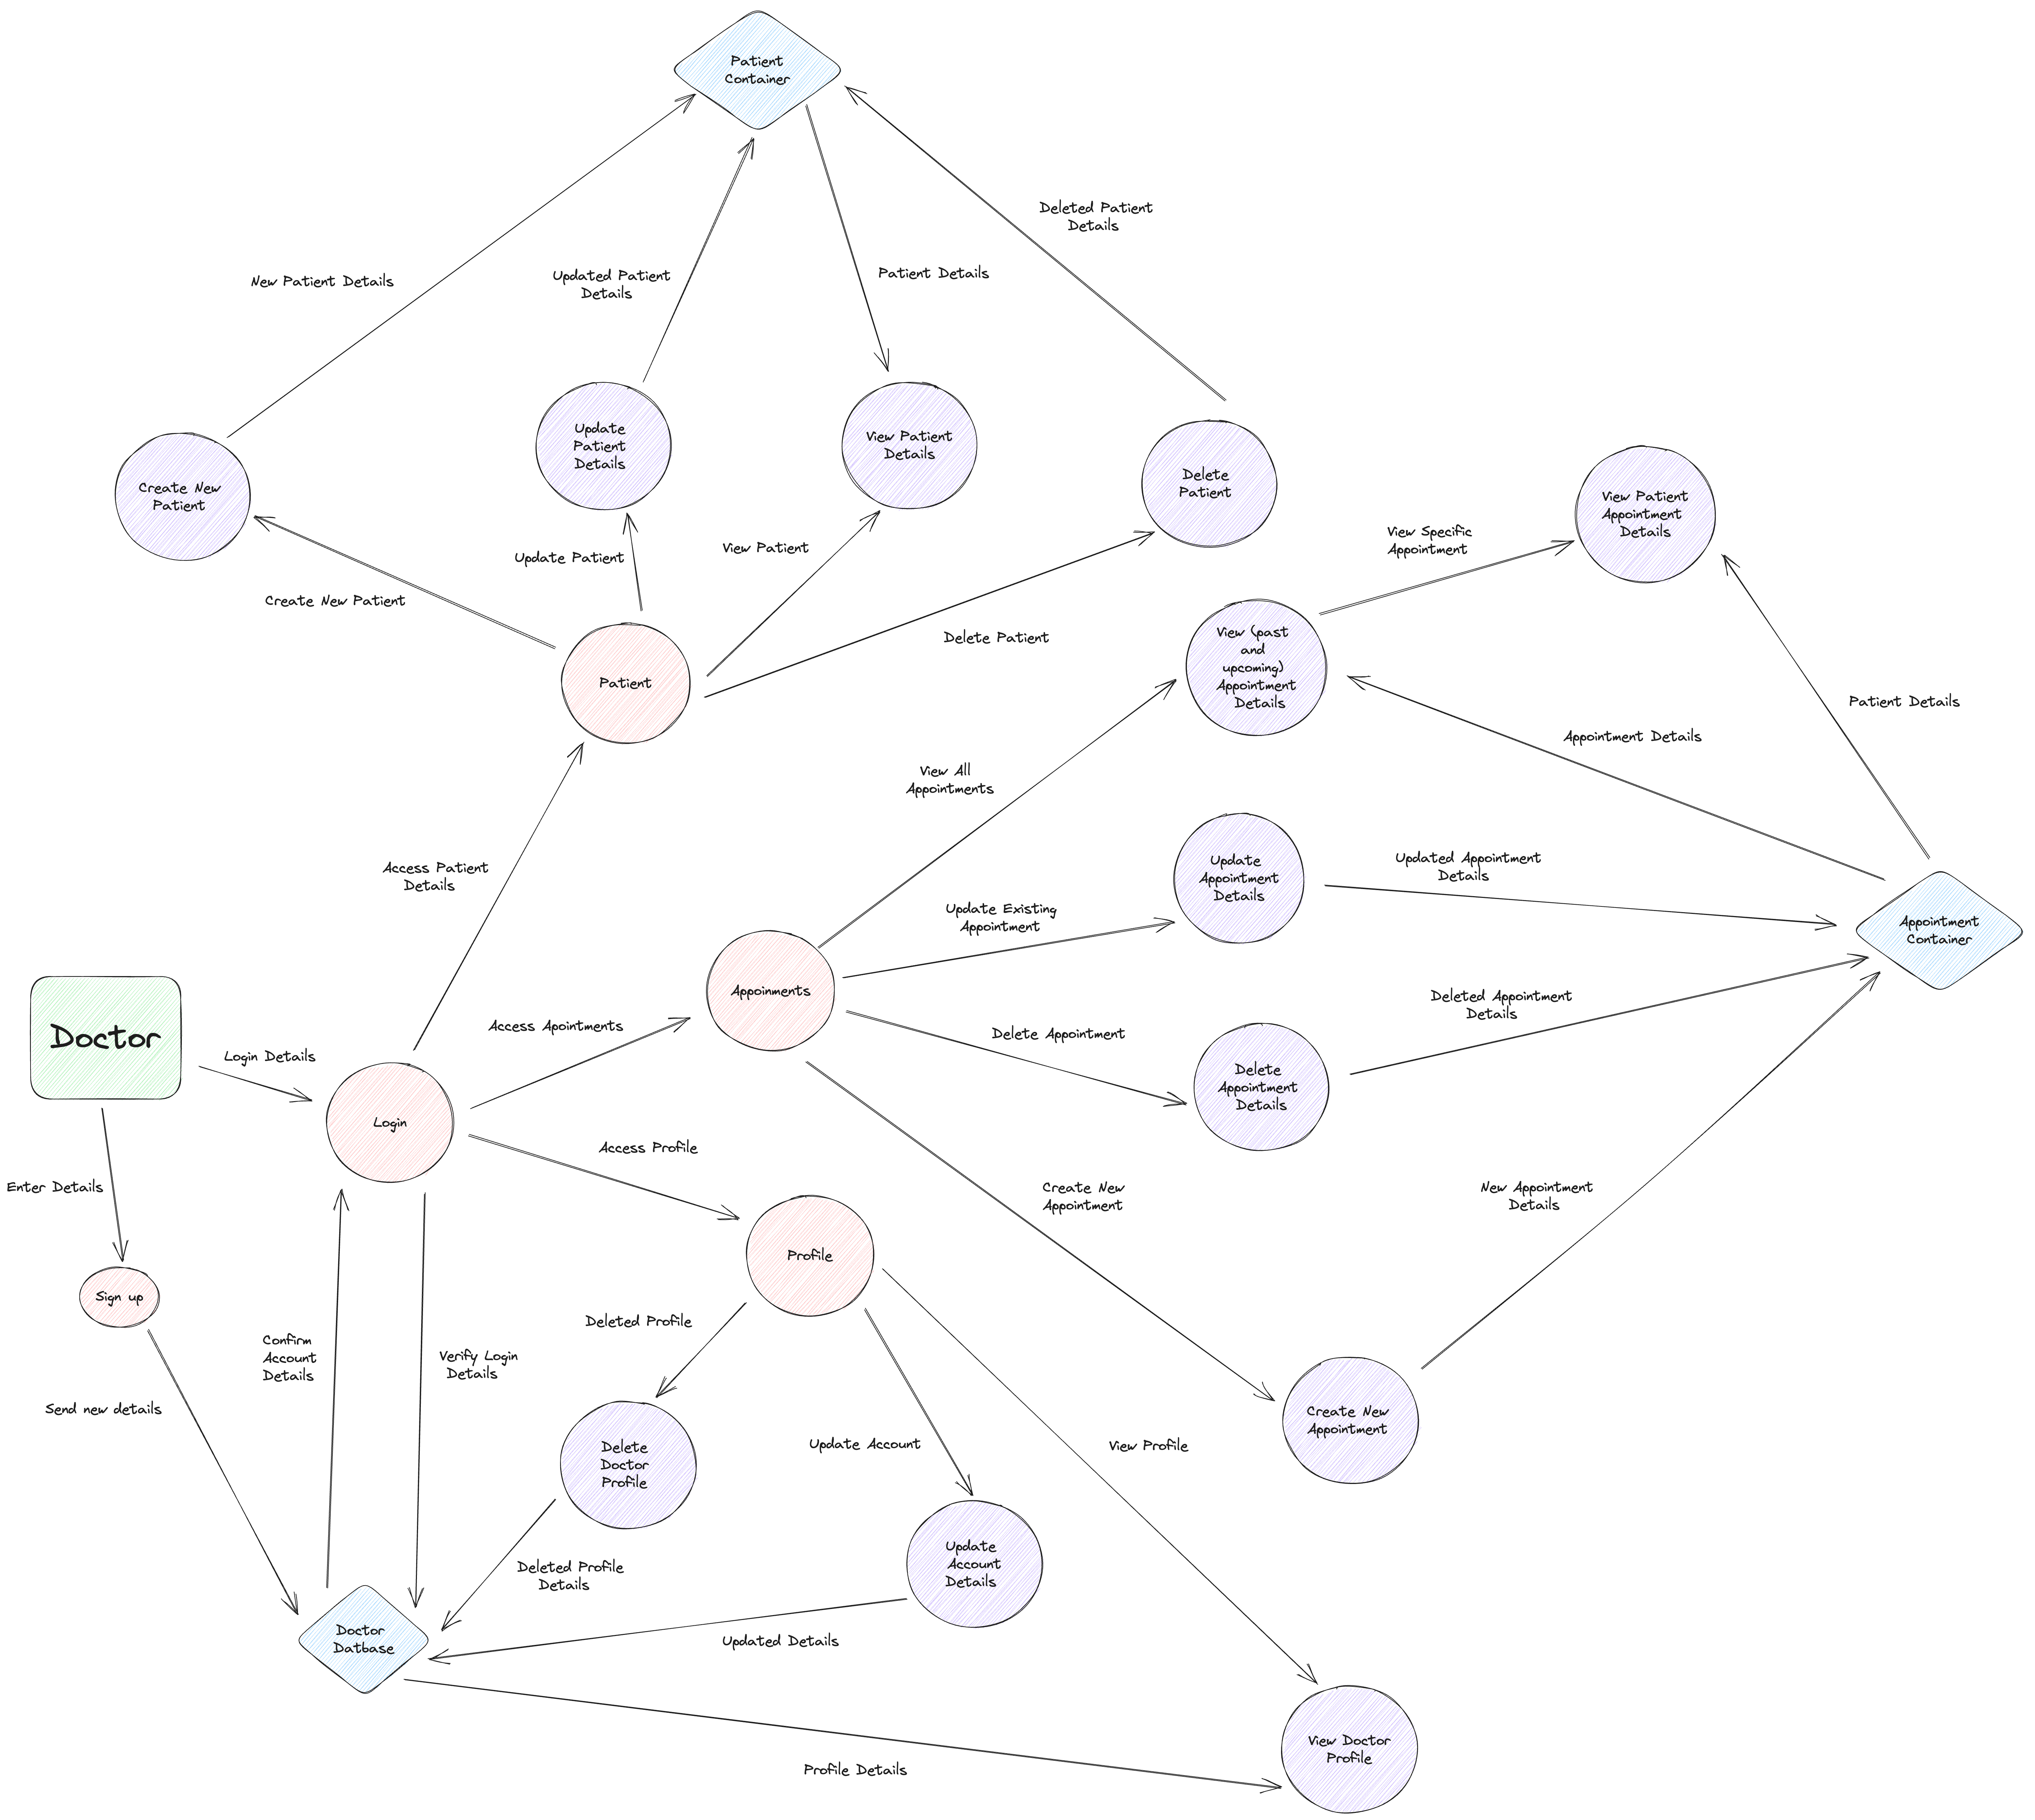 Patient
Container
Deleted Patient
Details
New Patient Details
Updated Patient
Details
Patient Details
Create New
Patient
Update
Patient
Details
View Patient
Details
Delete
Patient
View Patient
Appointment
Details
View Specific
Appointment
Update Patient
View Patient
Create New Patient
Delete Patient
View (past
and
upcoming)
Appointment
Details
Patient
Patient Details
Appointment Details
View All
Appointments
Access Patient
Details
Update
Appointment
Details
Updated Appointment
Details
Update Existing
Appointment
Appointment
Container
Appoinments
Deleted Appointment
Details
Doctor
Login Details
Access Apointments
Delete Appointment
Delete
Appointment
Details
Login
Access Profile
Enter Details
Create New
Appointment
New Appointment
Details
Profile
Sign up
Deleted Profile
Confirm
Account
Details
Verify Login
Details
Send new details
Create New
Appointment
Delete
Doctor
Profile
Update Account
View Profile
Update
Account
Details
Deleted Profile
Details
Doctor
Datbase
Updated Details
View Doctor
Profile
Profile Details